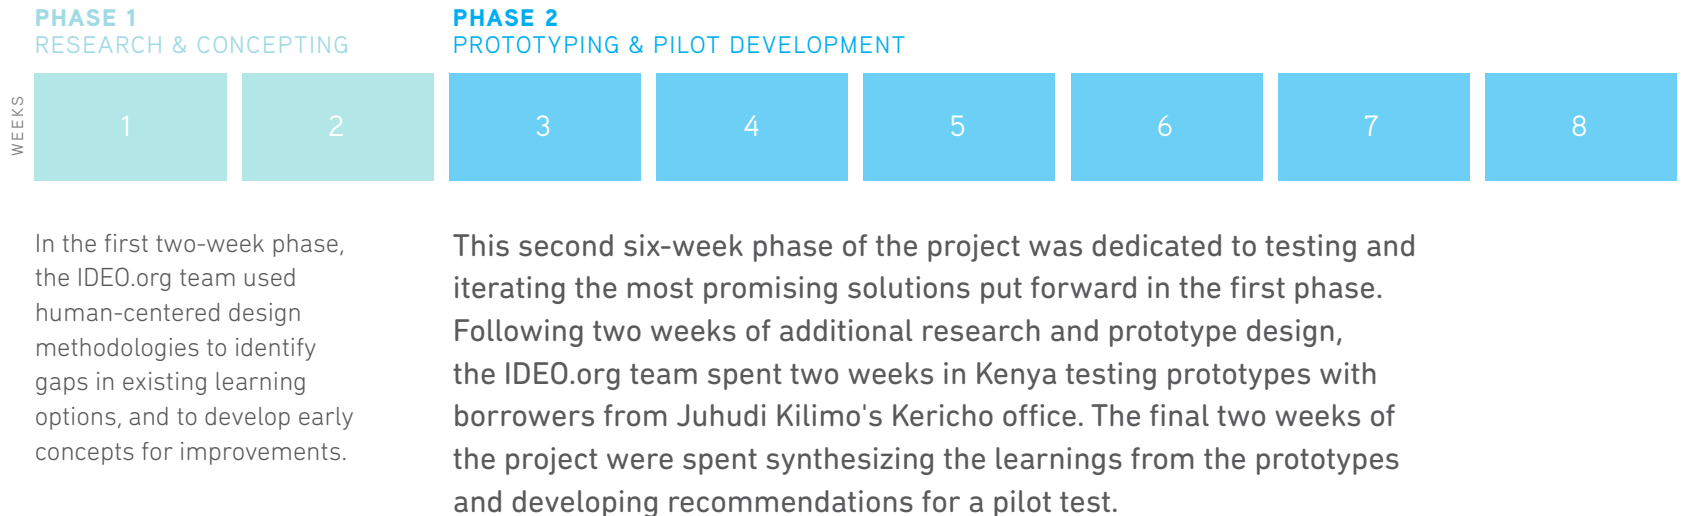 PHASE 1
RESEARCH & CONCEPTING
PHASE 2
PROTOTYPING & PILOT DEVELOPMENT
WEEKS
1
2
3
4
5
6
7
8
In the first two-week phase,
the IDEO.org team used
human-centered design
methodologies to identify
gaps in existing learning
options, and to develop early
concepts for improvements.
This second six-week phase of the project was dedicated to testing and
iterating the most promising solutions put forward in the first phase.
Following two weeks of additional research and prototype design,
the IDEO.org team spent two weeks in Kenya testing prototypes with
borrowers from Juhudi Kilimo's Kericho office. The final two weeks of
the project were spent synthesizing the learnings from the prototypes
and developing recommendations for a pilot test.